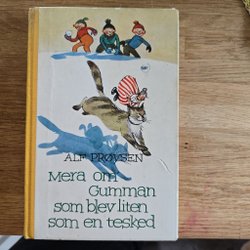 ALF PRØYSEN
Mera om
Gumman
som blev liten
som en tesked